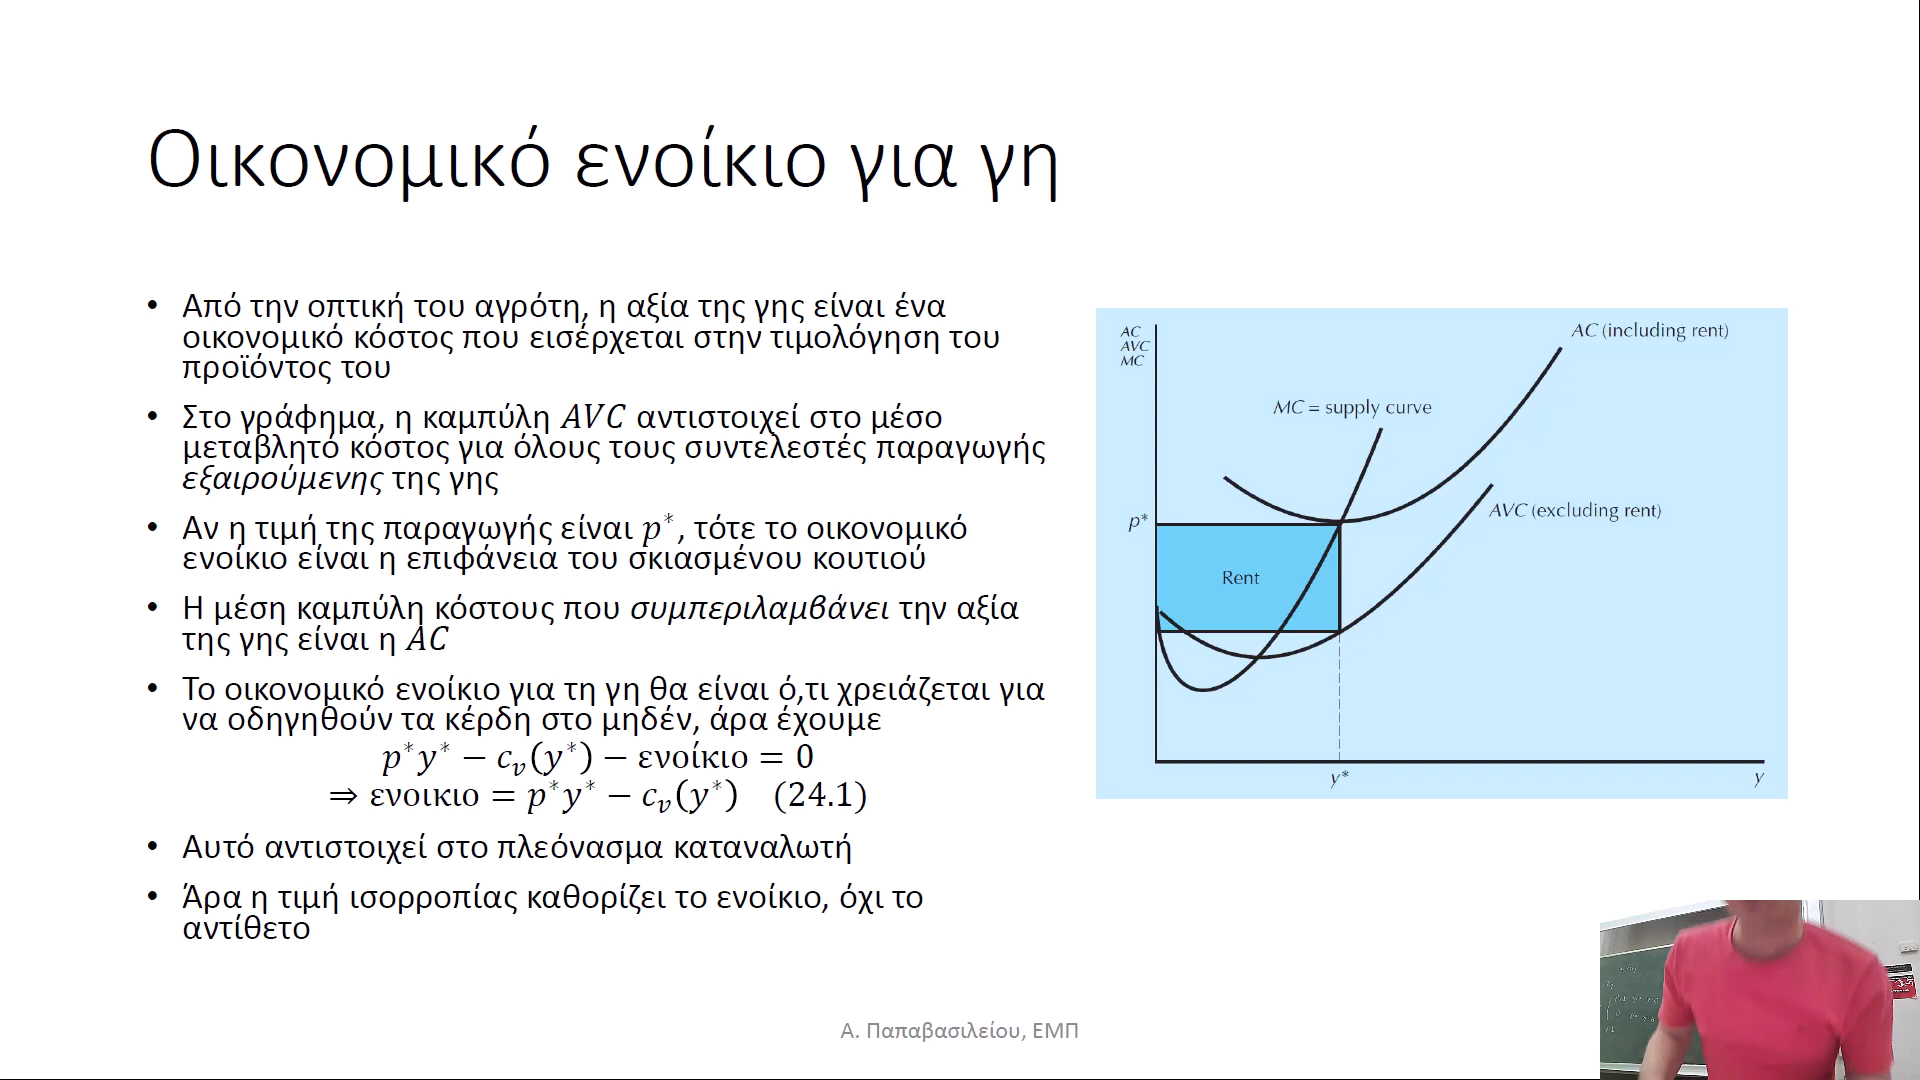 Οικονομικό ενοίκιο για γη
• Από την οπτική του αγρότη, η αξία της γης είναι ένα
οικονομικό κόστος που εισέρχεται στην τιμολόγηση του
προϊόντος του
• Στο γράφημα, η καμπύλη AVC αντιστοιχεί στο μέσο
μεταβλητό κόστος για όλους τους συντελεστές παραγωγής
εξαιρούμενης της γης
• Αν η τιμή της παραγωγής είναι p*, τότε το οικονομικό
ενοίκιο είναι η επιφάνεια του σκιασμένου κουτιού
• Η μέση καμπύλη κόστους που συμπεριλαμβάνει την αξία
της γης είναι η AC
• Το οικονομικό ενοίκιο για τη γη θα είναι ό,τι χρειάζεται για
να οδηγηθούν τα κέρδη στο μηδέν, άρα έχουμε
p*y* − c_v(y*) − ενοίκιο = 0
⇒ ενοικιο = p*y* − c_v(y*) (24.1)
• Αυτό αντιστοιχεί στο πλεόνασμα καταναλωτή
• Άρα η τιμή ισορροπίας καθορίζει το ενοίκιο, όχι το
αντίθετο
AC
AVC
MC
AC (including rent)
MC = supply curve
AVC (excluding rent)
p*
Rent
y*
y
Α. Παπαβασιλείου, ΕΜΠ